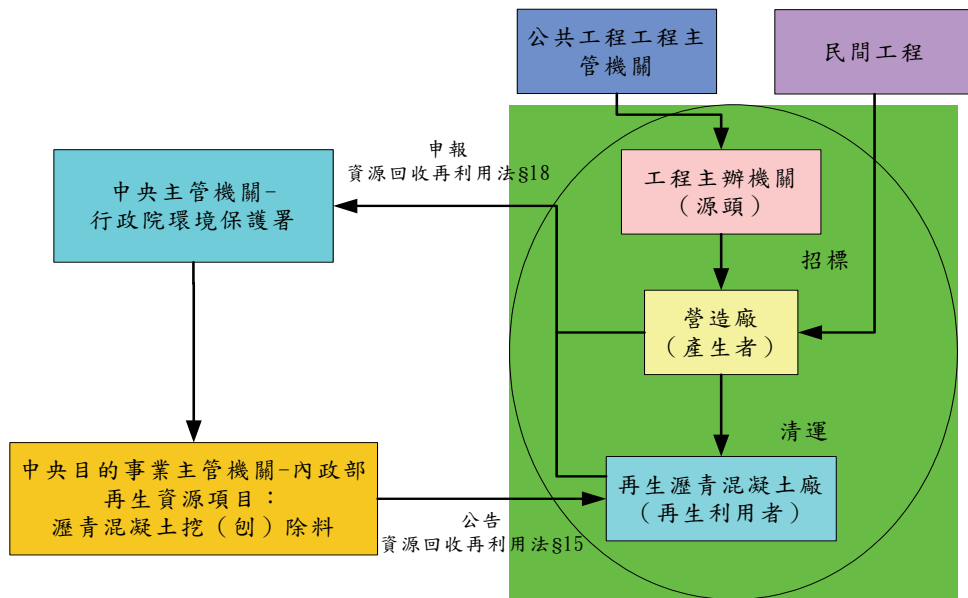 公共工程工程主
管機關
民間工程
申報
資源回收再利用法§18
中央主管機關-
行政院環境保護署
工程主辦機關
（源頭）
招標
營造廠
（產生者）
清運
中央目的事業主管機關-內政部
再生資源項目：
瀝青混凝土挖（刨）除料
公告
資源回收再利用法§15
再生瀝青混凝土廠
（再生利用者）